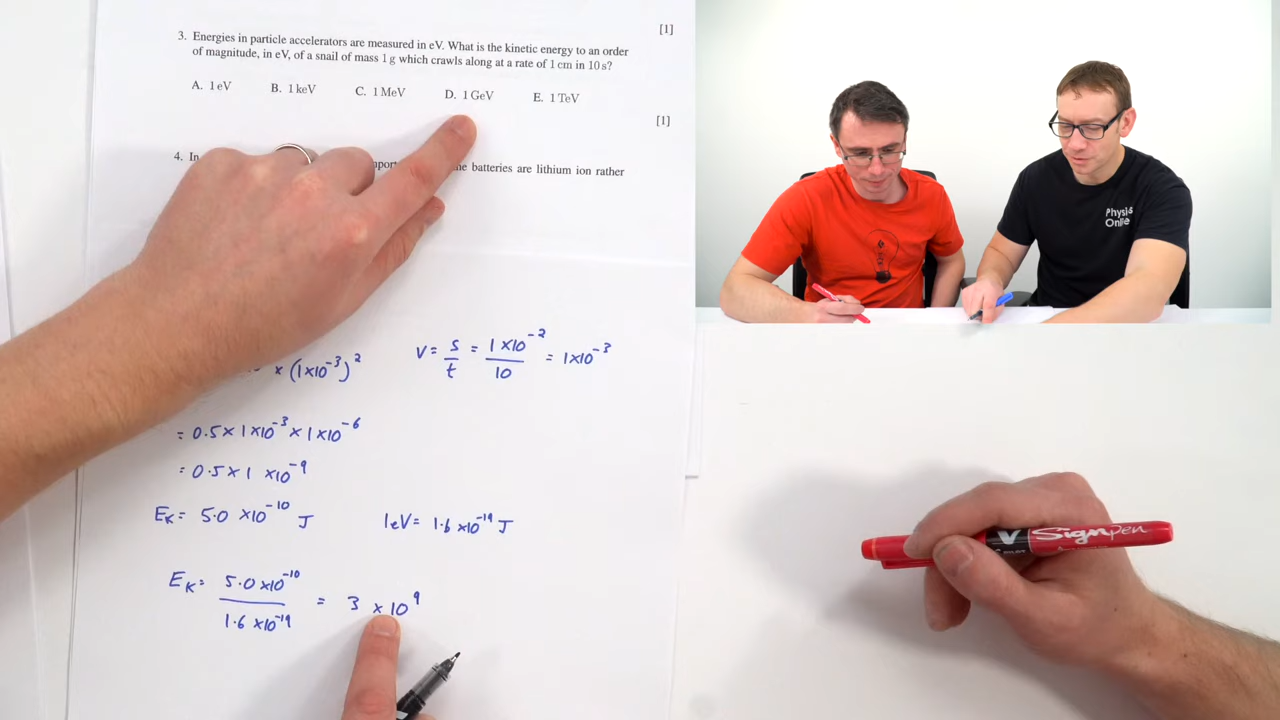 [1]
3. Energies in particle accelerators are measured in eV. What is the kinetic energy to an order
of magnitude, in eV, of a snail of mass 1 g which crawls along at a rate of 1 cm in 10 s?
A. 1 eV B. 1 keV C. 1 MeV D. 1 GeV E. 1 TeV
[1]
4. In batteries are lithium ion rather
Physics
Online
× (1×10⁻³)² v = s/t = 1×10⁻²/10 = 1×10⁻³
= 0.5 × 1×10⁻³ × 1×10⁻⁶
= 0.5 × 1 ×10⁻⁹
E_K = 5.0 ×10⁻¹⁰ J 1eV = 1.6 ×10⁻¹⁹ J
E_K = 5.0 ×10⁻¹⁰/1.6 ×10⁻¹⁹ = 3 ×10⁹
V Signpen